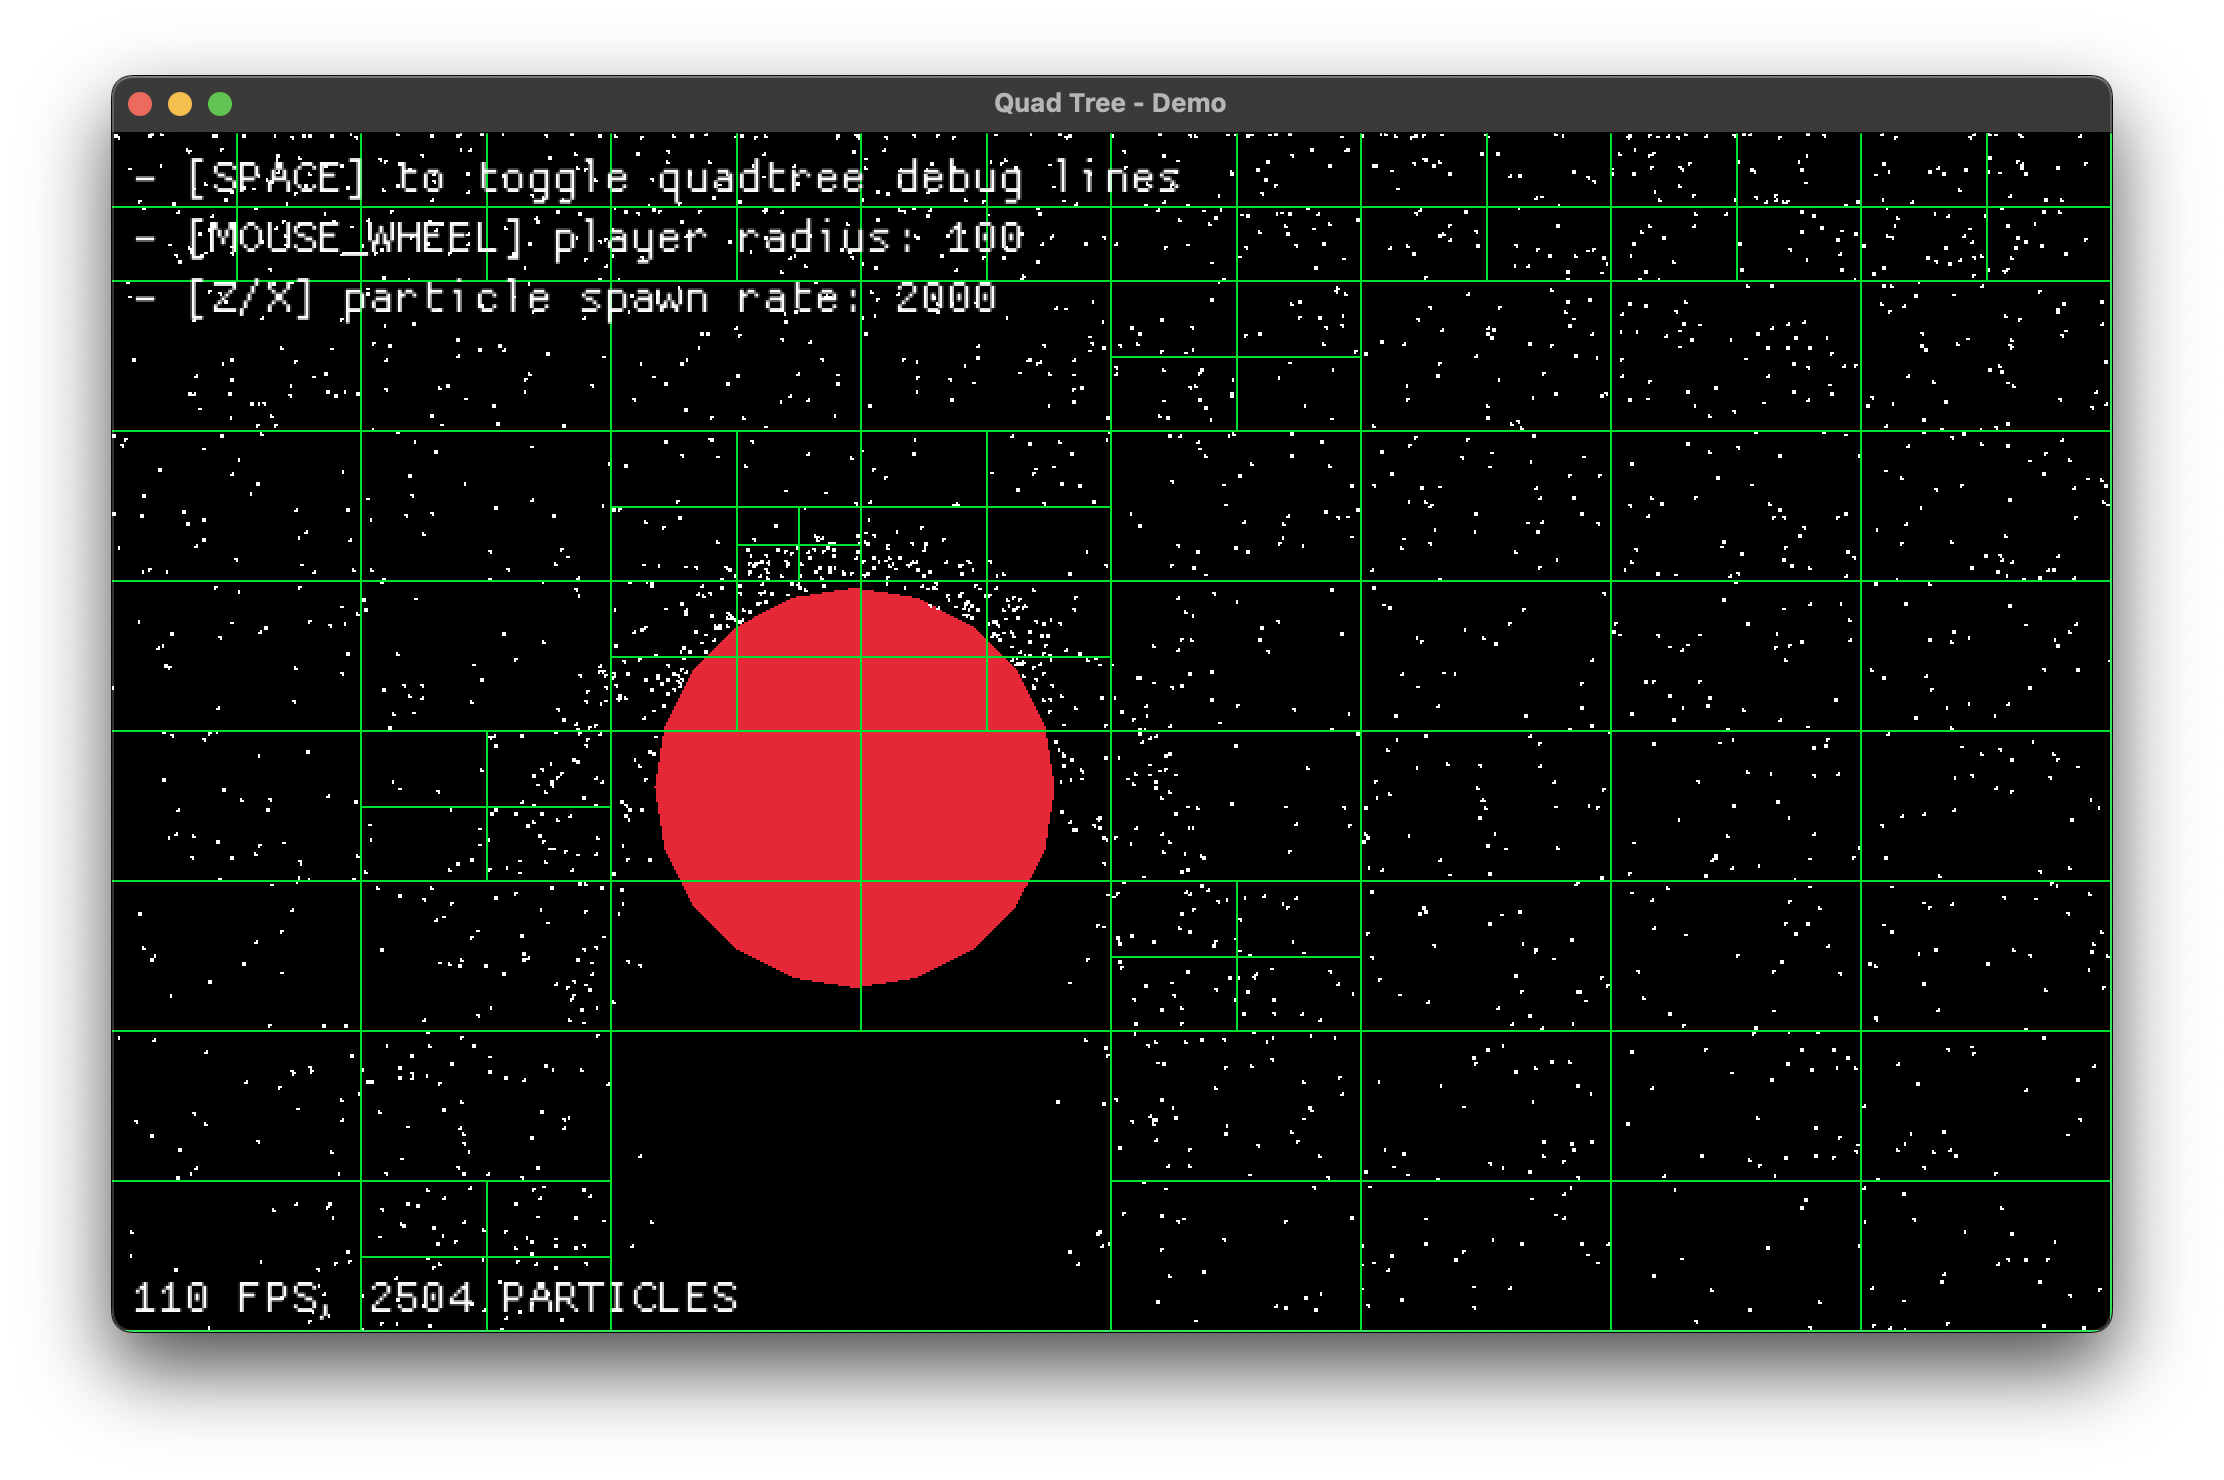 Quad Tree - Demo
- [SPACE] to toggle quadtree debug lines
- [MOUSE_WHEEL] player radius: 100
- [Z/X] particle spawn rate: 2000
110 FPS, 2504 PARTICLES